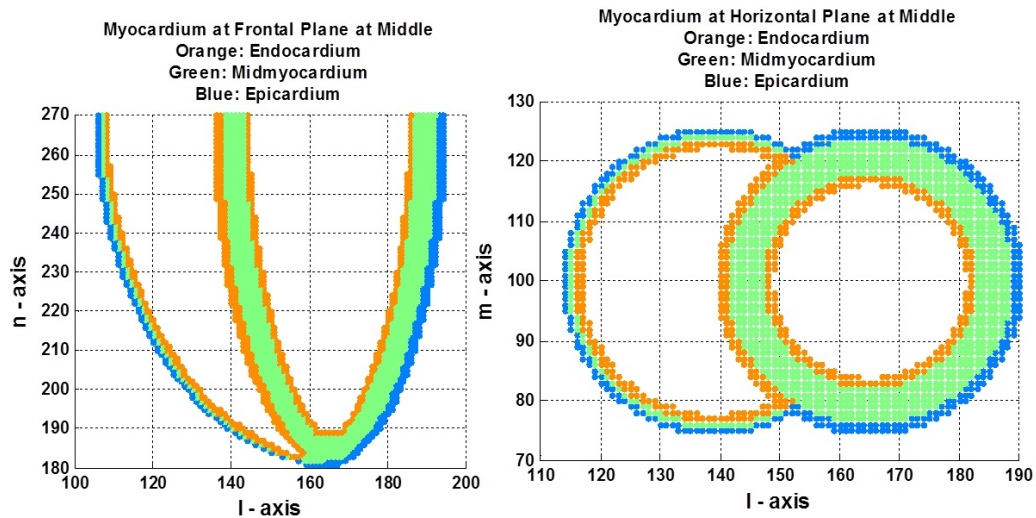 Myocardium at Frontal Plane at Middle
Orange: Endocardium
Green: Midmyocardium
Blue: Epicardium
270
260
250
240
230
220
210
200
190
180
n - axis
100
120
140
160
180
200
l - axis
Myocardium at Horizontal Plane at Middle
Orange: Endocardium
Green: Midmyocardium
Blue: Epicardium
130
120
110
100
90
80
70
m - axis
110
120
130
140
150
160
170
180
190
l - axis